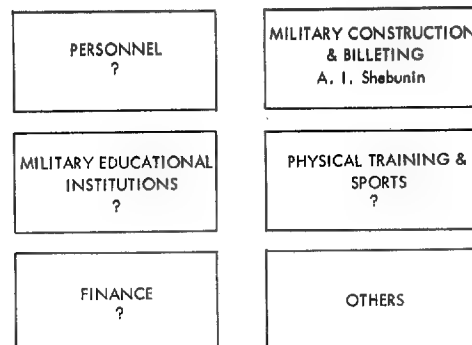 PERSONNEL
?
MILITARY CONSTRUCTION
& BILLETING
A. I. Shebunin
MILITARY EDUCATIONAL
INSTITUTIONS
?
PHYSICAL TRAINING &
SPORTS
?
FINANCE
?
OTHERS